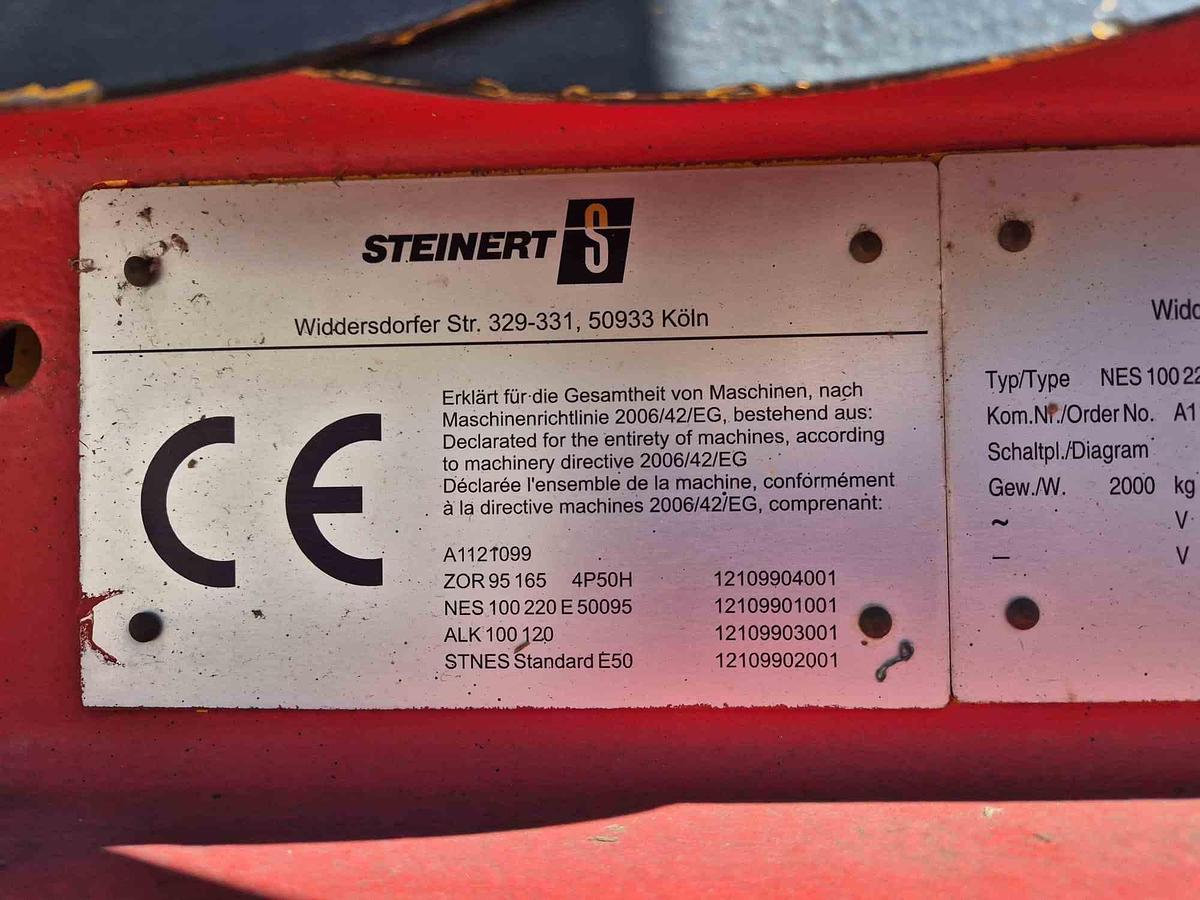 STEINERT S
Widdersdorfer Str. 329-331, 50933 Köln
CE
Erklärt für die Gesamtheit von Maschinen, nach
Maschinenrichtlinie 2006/42/EG, bestehend aus:
Declarated for the entirety of machines, according
to machinery directive 2006/42/EG
Déclarée l'ensemble de la machine, conformément
à la directive machines 2006/42/EG, comprenant:
A1121099
ZOR 95 165 4P50H 12109904001
NES 100 220 E 50095 12109901001
ALK 100 120 12109903001
STNES Standard E50 12109902001
Typ/Type NES 100 22
Kom.Nr./Order No. A1
Schaltpl./Diagram
Gew./W. 2000 kg
~ V
– V